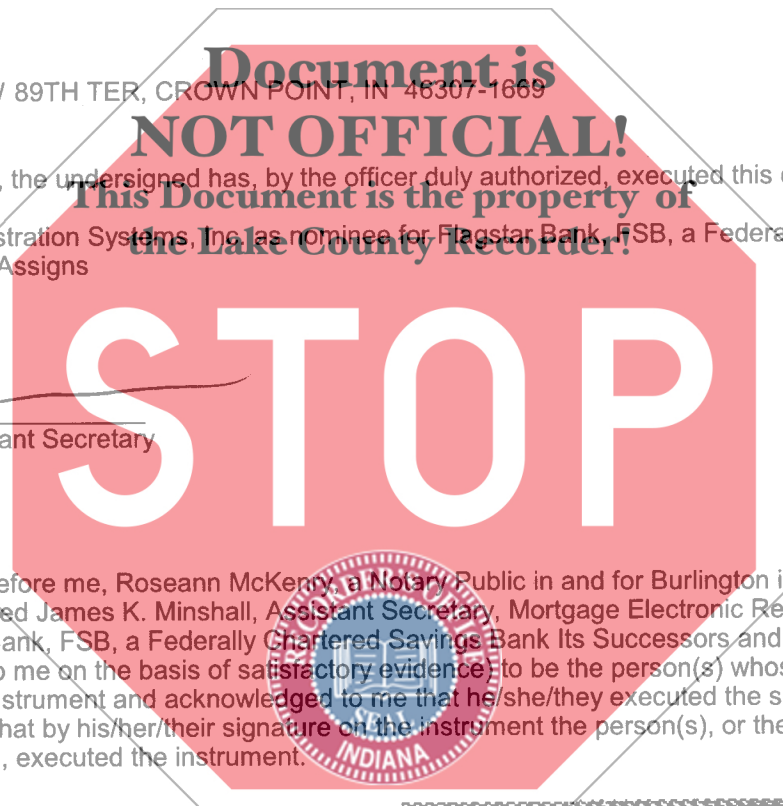 Document is
/ 89TH TER, CROWN POINT, IN 46307-1669
NOT OFFICIAL!
, the undersigned has, by the officer duly authorized, executed this
This Document is the property of
stration Systems, Inc. as nominee for Flagstar Bank, FSB, a Federa
the Lake County Recorder!
Assigns
STOP
ant Secretary
efore me, Roseann McKenry, a Notary Public in and for Burlington i
ed James K. Minshall, Assistant Secretary, Mortgage Electronic Re
ank, FSB, a Federally Chartered Savings Bank Its Successors and
o me on the basis of satisfactory evidence) to be the person(s) whos
strument and acknowledged to me that he/she/they executed the s
hat by his/her/their signature on the instrument the person(s), or the
, executed the instrument.
RECORDER'S OFFICE
SEAL
INDIANA